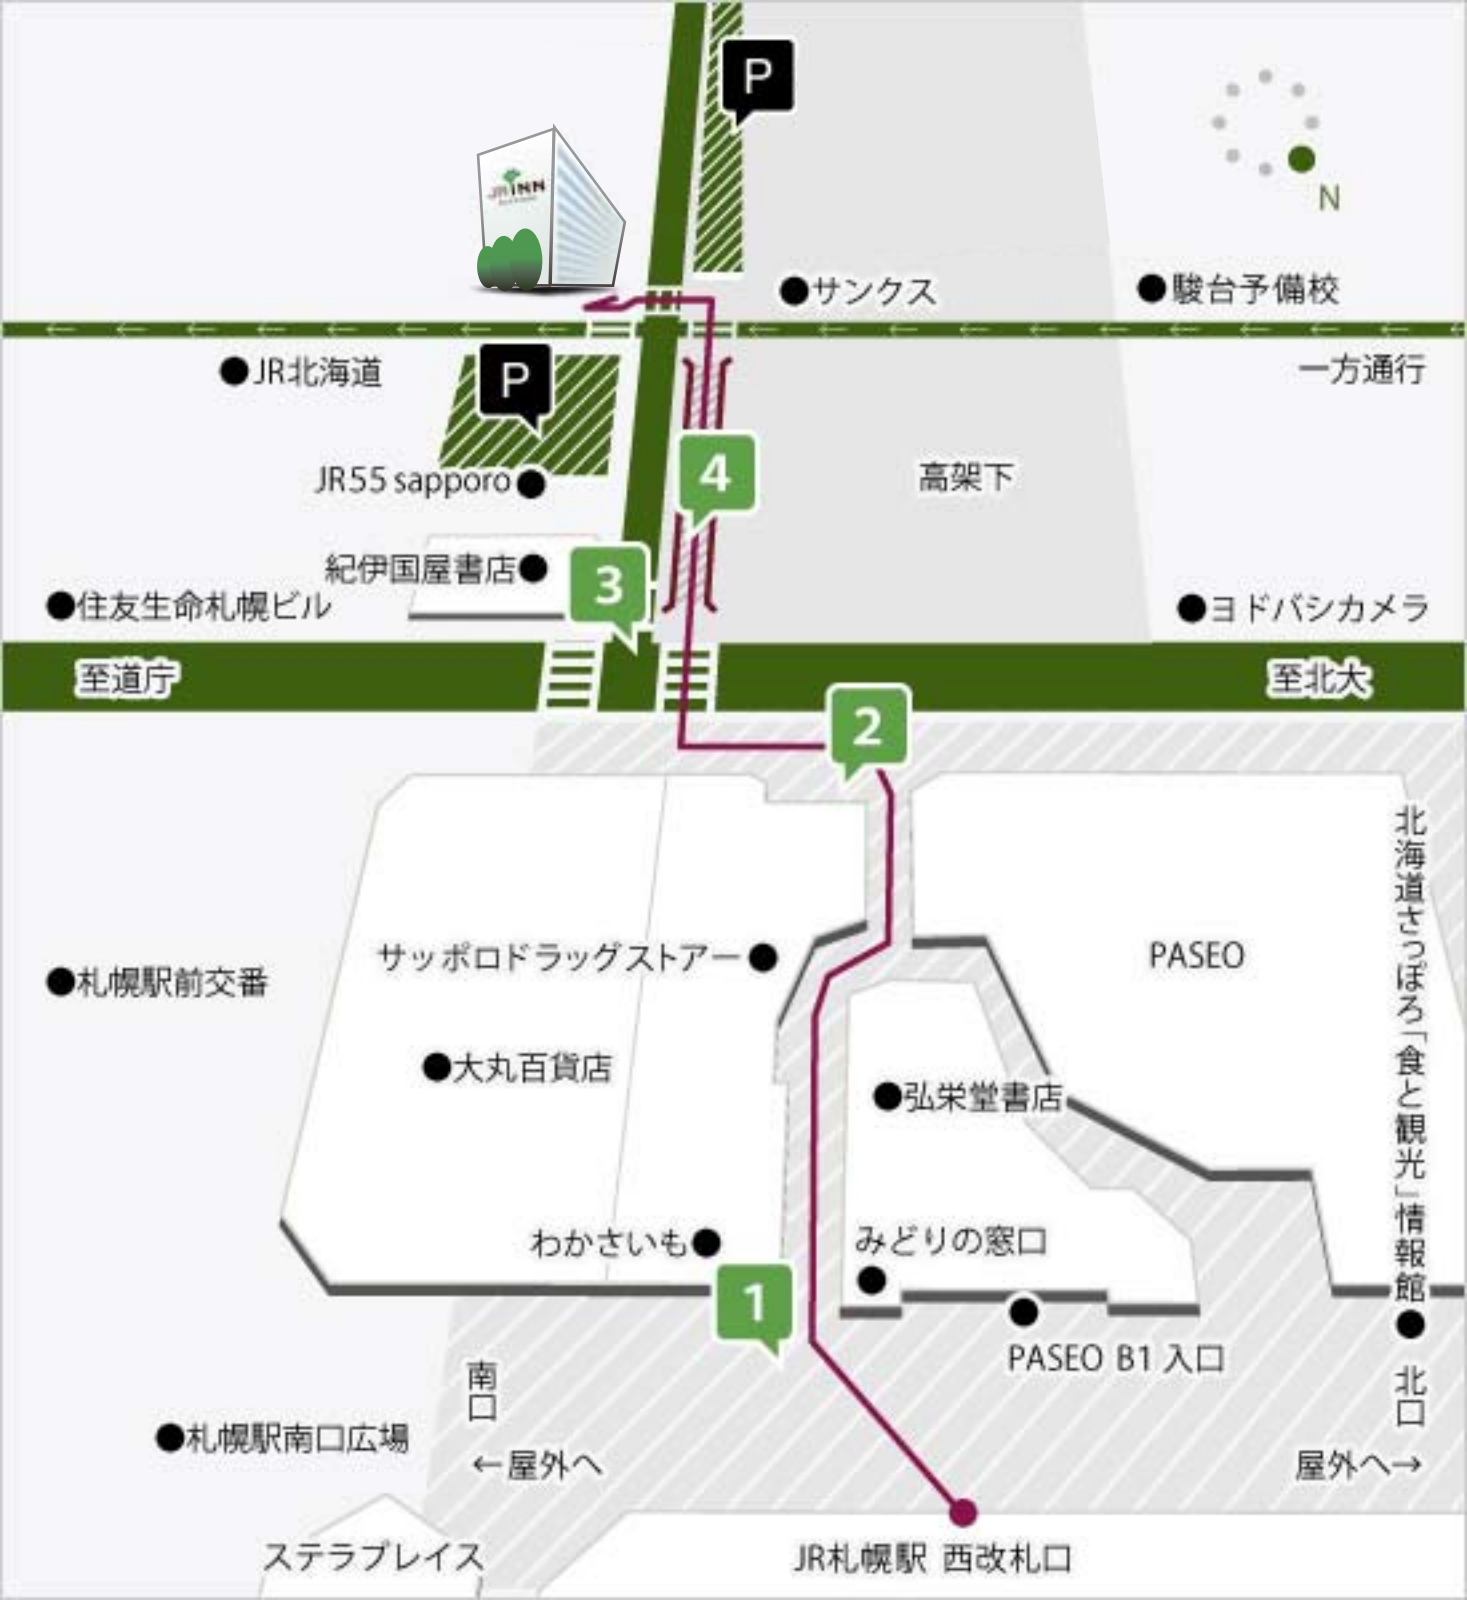 P
JR INN
N
サンクス
駿台予備校
JR北海道
P
一方通行
JR55 sapporo
4
高架下
紀伊国屋書店
3
住友生命札幌ビル
ヨドバシカメラ
至道庁
至北大
2
北海道さっぽろ「食と観光」情報館
サッポロドラッグストアー
PASEO
札幌駅前交番
大丸百貨店
弘栄堂書店
わかさいも
みどりの窓口
1
PASEO B1 入口
南口
北口
札幌駅南口広場
←屋外へ
屋外へ→
ステラプレイス
JR札幌駅 西改札口